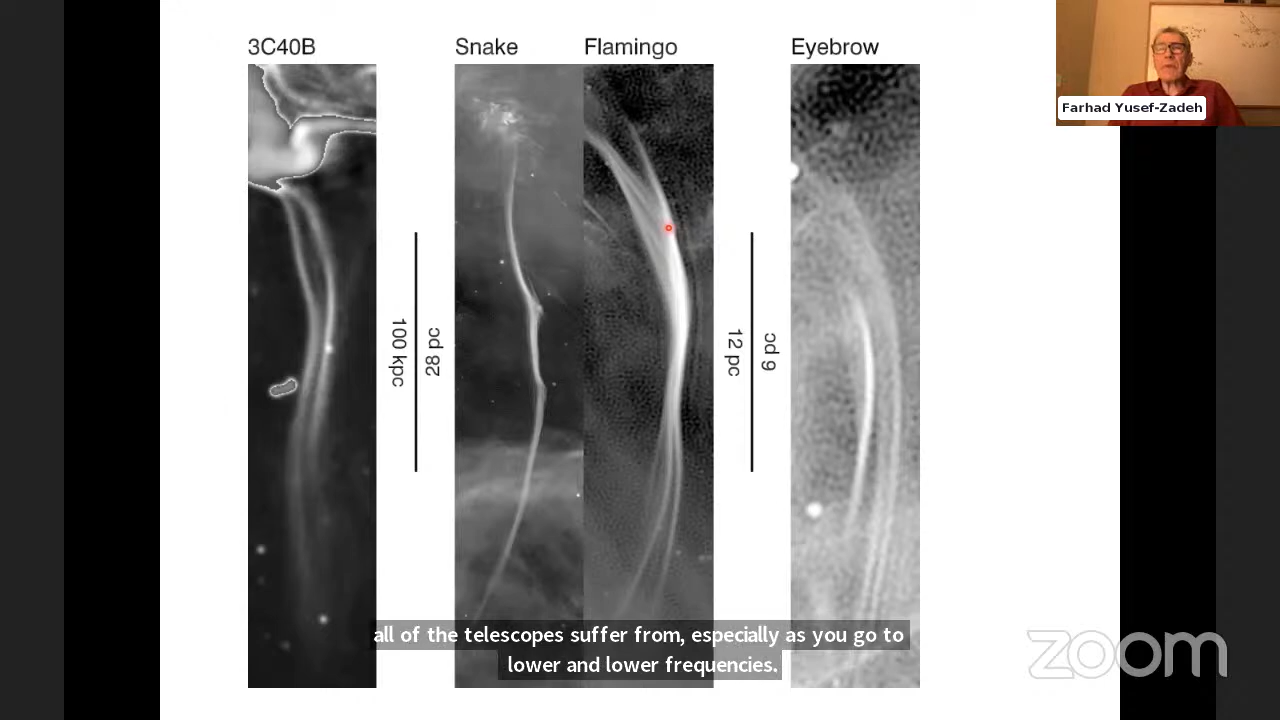 3C40B
Snake
Flamingo
Eyebrow
Farhad Yusef-Zadeh
100 kpc
28 pc
12 pc
6 pc
all of the telescopes suffer from, especially as you go to
lower and lower frequencies.
zoom